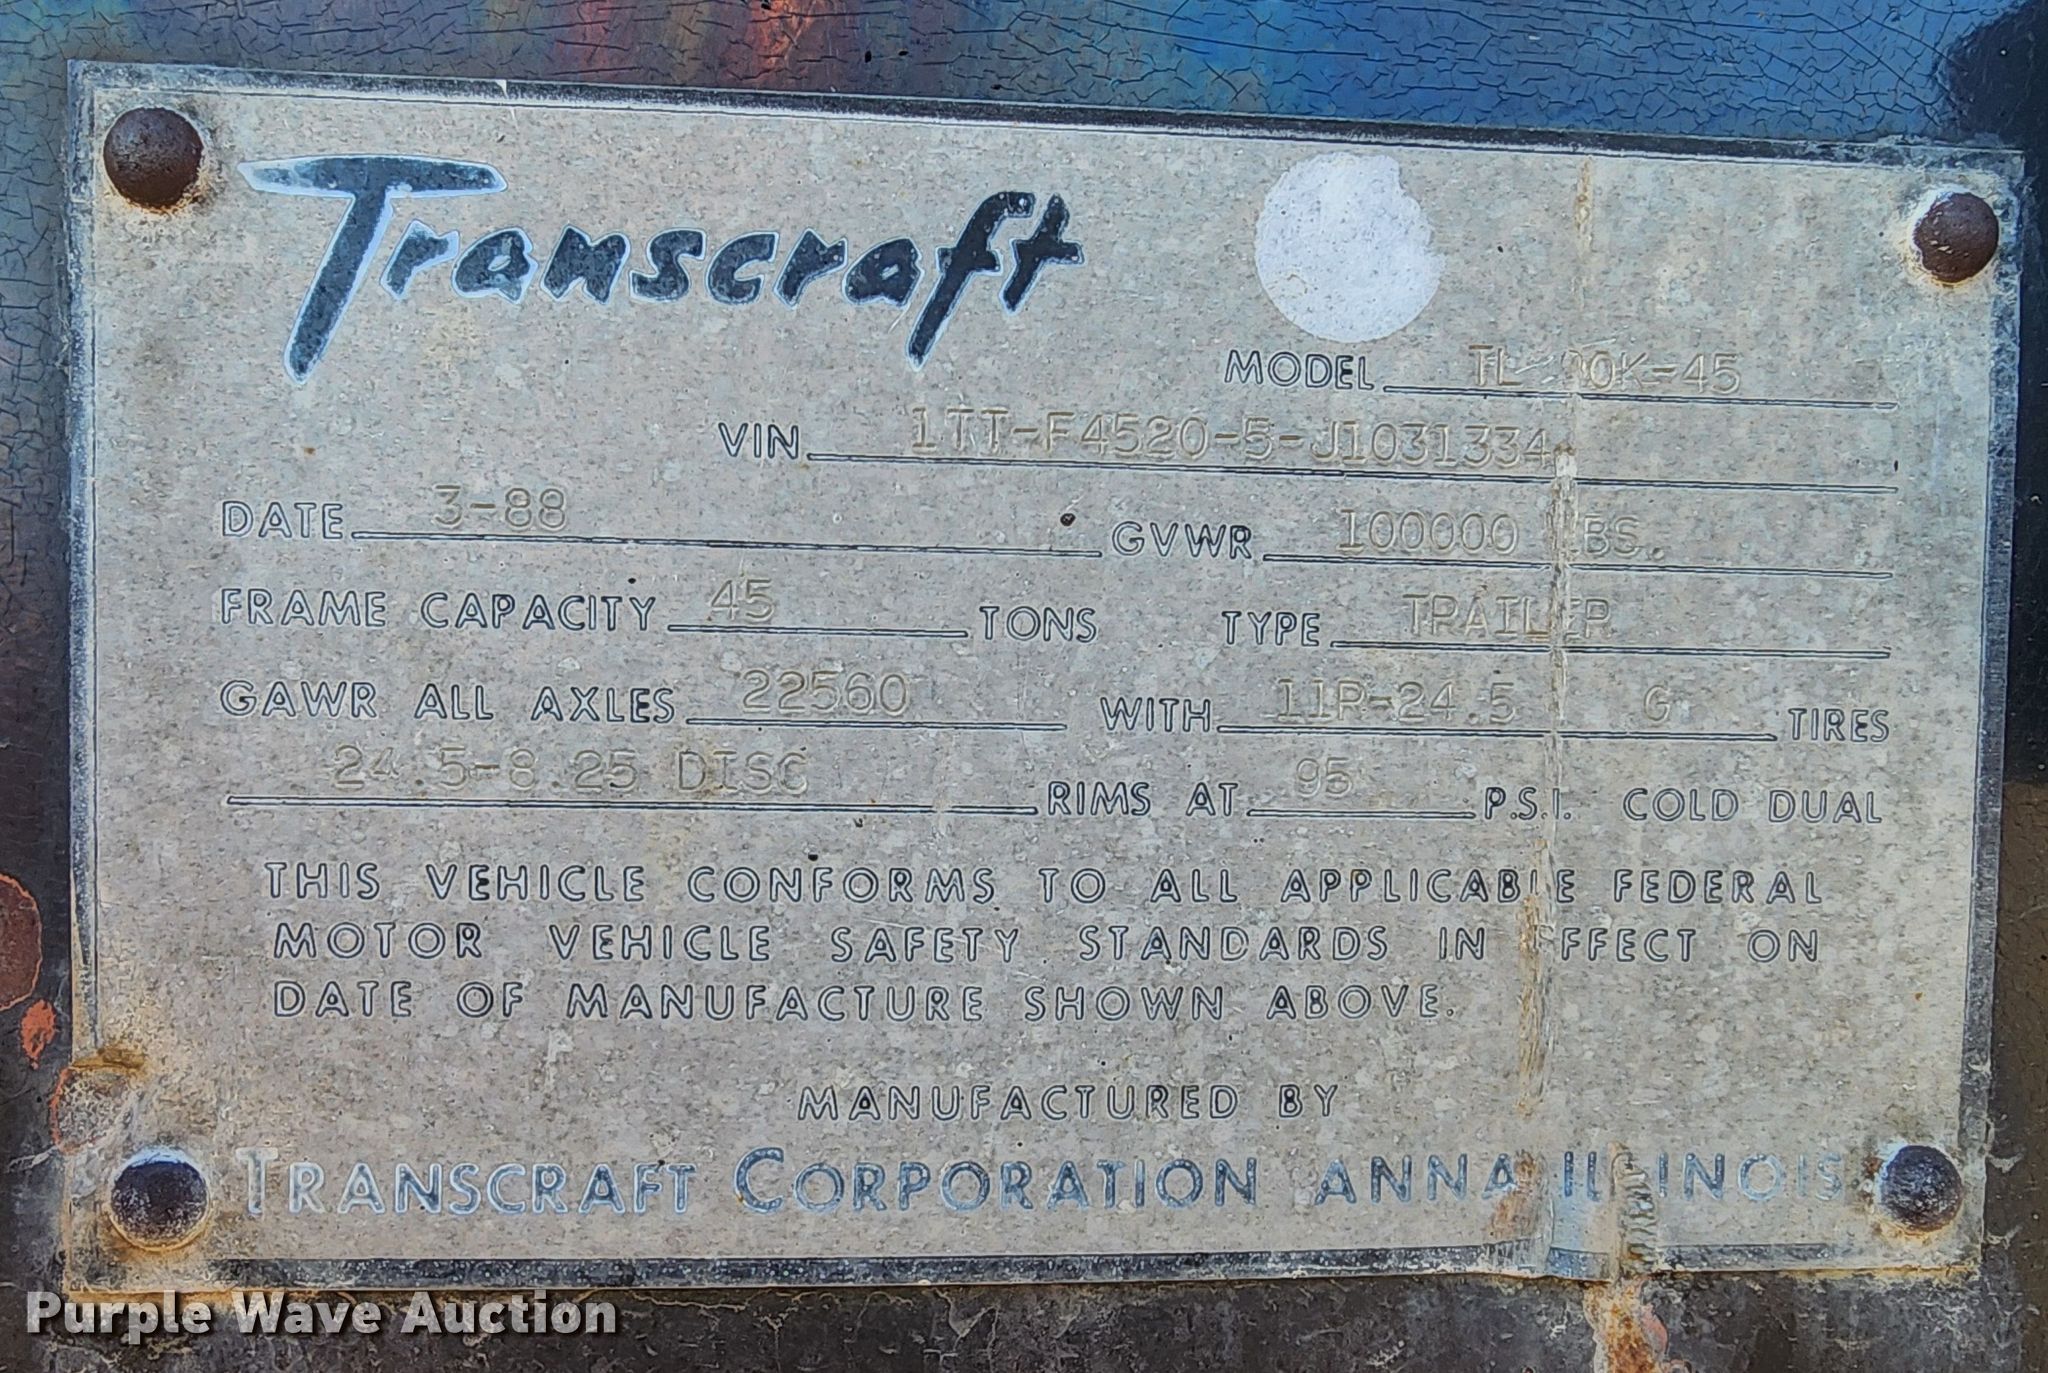 Transcraft
MODEL TL-90K-45
VIN 1TT-F4520-5-J1031334
DATE 3-88 GVWR 100000 LBS.
FRAME CAPACITY 45 TONS TYPE TRAILER
GAWR ALL AXLES 22560 WITH 11R-24.5 G TIRES
24.5-8.25 DISC RIMS AT 95 P.S.I. COLD DUAL
THIS VEHICLE CONFORMS TO ALL APPLICABLE FEDERAL
MOTOR VEHICLE SAFETY STANDARDS IN EFFECT ON
DATE OF MANUFACTURE SHOWN ABOVE.
MANUFACTURED BY
TRANSCRAFT CORPORATION ANNA ILLINOIS
Purple Wave Auction